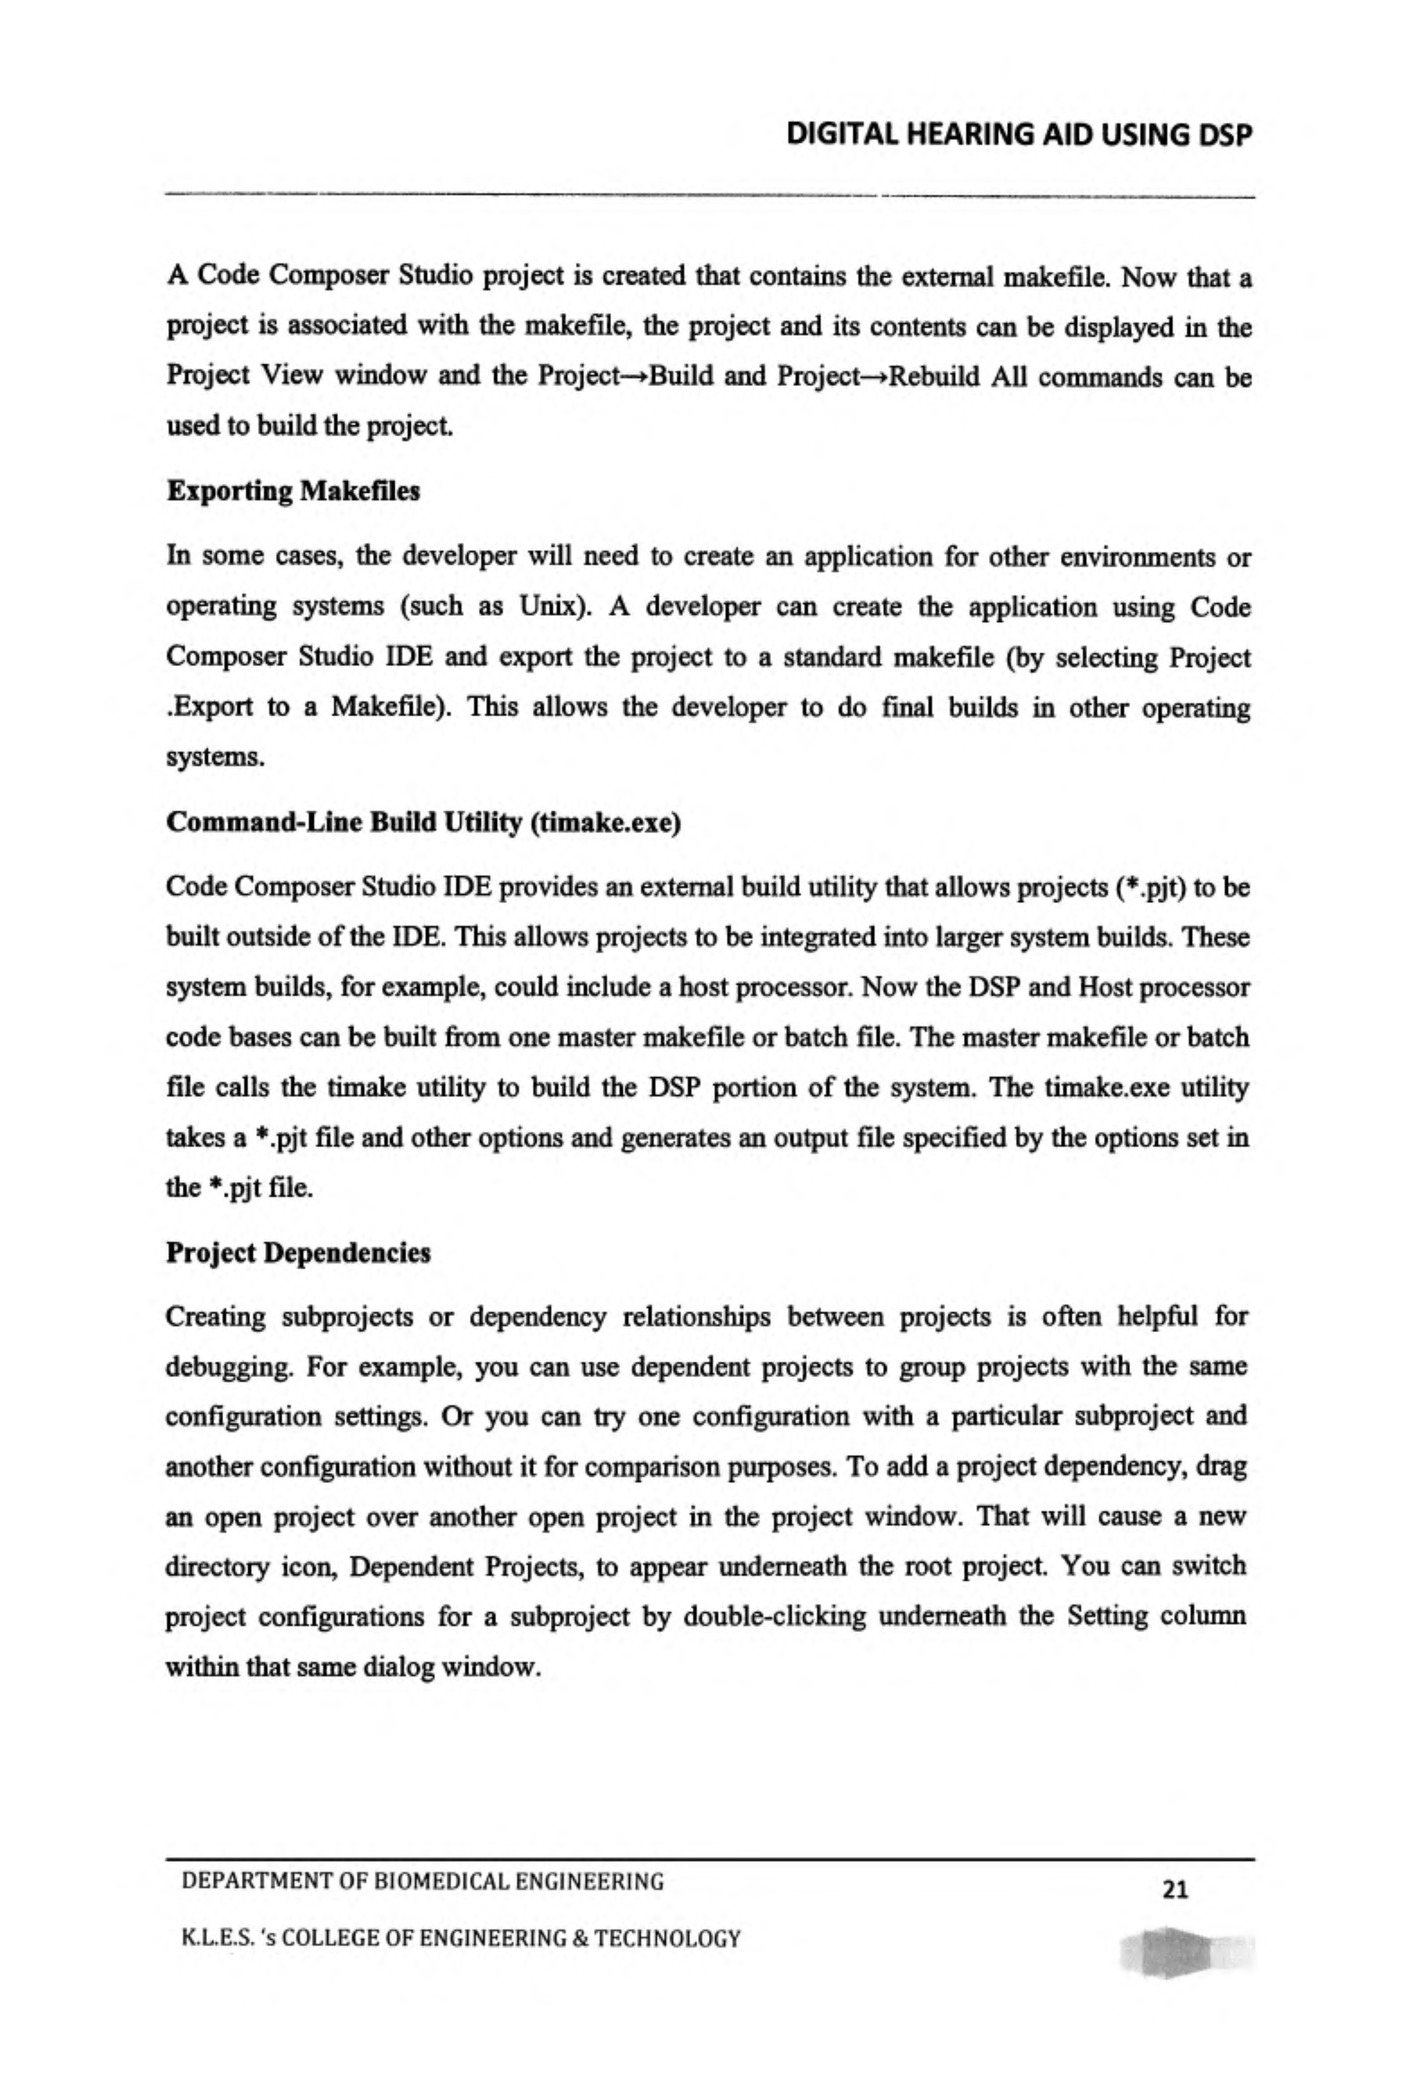 DIGITAL HEARING AID USING DSP
A Code Composer Studio project is created that contains the external makefile. Now that a
project is associated with the makefile, the project and its contents can be displayed in the
Project View window and the Project→Build and Project→Rebuild All commands can be
used to build the project.
Exporting Makefiles
In some cases, the developer will need to create an application for other environments or
operating systems (such as Unix). A developer can create the application using Code
Composer Studio IDE and export the project to a standard makefile (by selecting Project
.Export to a Makefile). This allows the developer to do final builds in other operating
systems.
Command-Line Build Utility (timake.exe)
Code Composer Studio IDE provides an external build utility that allows projects (*.pjt) to be
built outside of the IDE. This allows projects to be integrated into larger system builds. These
system builds, for example, could include a host processor. Now the DSP and Host processor
code bases can be built from one master makefile or batch file. The master makefile or batch
file calls the timake utility to build the DSP portion of the system. The timake.exe utility
takes a *.pjt file and other options and generates an output file specified by the options set in
the *.pjt file.
Project Dependencies
Creating subprojects or dependency relationships between projects is often helpful for
debugging. For example, you can use dependent projects to group projects with the same
configuration settings. Or you can try one configuration with a particular subproject and
another configuration without it for comparison purposes. To add a project dependency, drag
an open project over another open project in the project window. That will cause a new
directory icon, Dependent Projects, to appear underneath the root project. You can switch
project configurations for a subproject by double-clicking underneath the Setting column
within that same dialog window.
DEPARTMENT OF BIOMEDICAL ENGINEERING
21
K.L.E.S. 's COLLEGE OF ENGINEERING & TECHNOLOGY